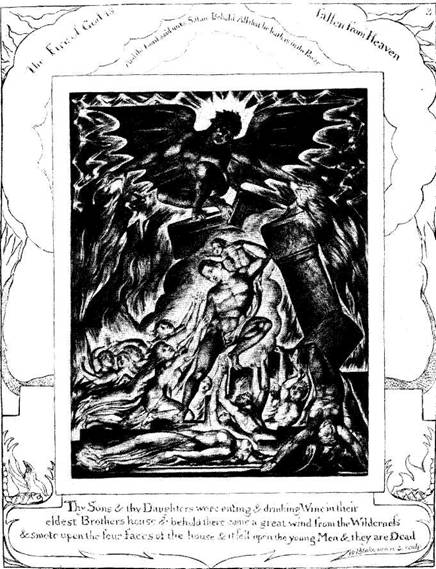 The Fire of God is
fallen from Heaven
And the Lord said unto Satan Behold All that he hath is in thy Power
Thy Sons & thy Daughters were eating & drinking Wine in their
eldest Brothers house & behold there came a great wind from the Wilderness
& smote upon the four faces of the house & it fell upon the young Men & they are Dead